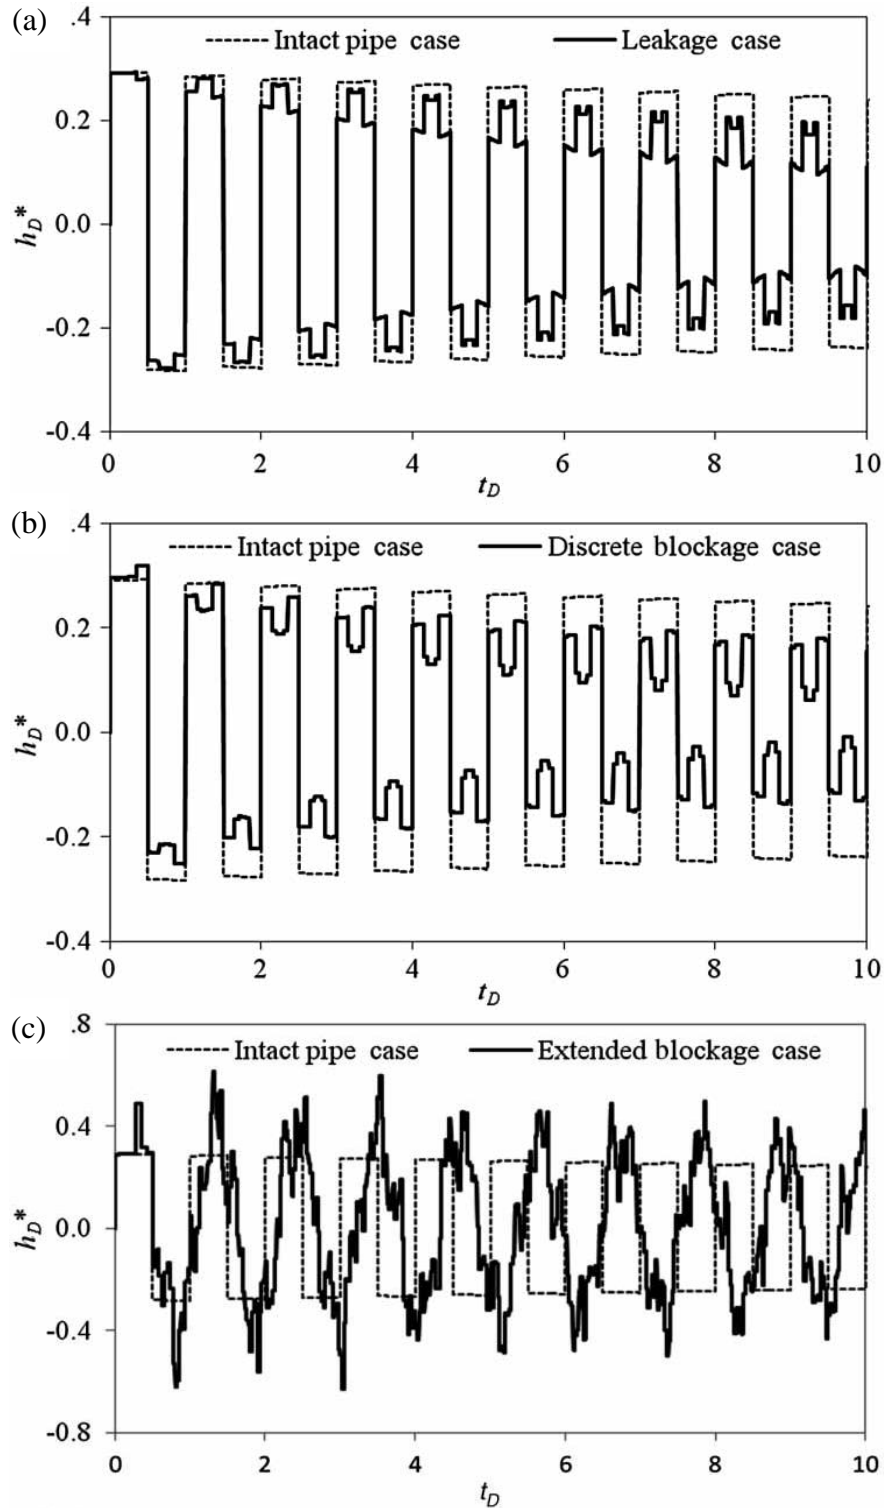 (a)
.4
0.2
0.0
-0.2
-0.4
h_D*
Intact pipe case
Leakage case
0 2 4 6 8 10
t_D
(b)
.4
0.2
0.0
-0.2
-0.4
h_D*
Intact pipe case
Discrete blockage case
0 2 4 6 8 10
t_D
(c)
.8
0.4
0.0
-0.4
-0.8
h_D*
Intact pipe case
Extended blockage case
0 2 4 6 8 10
t_D